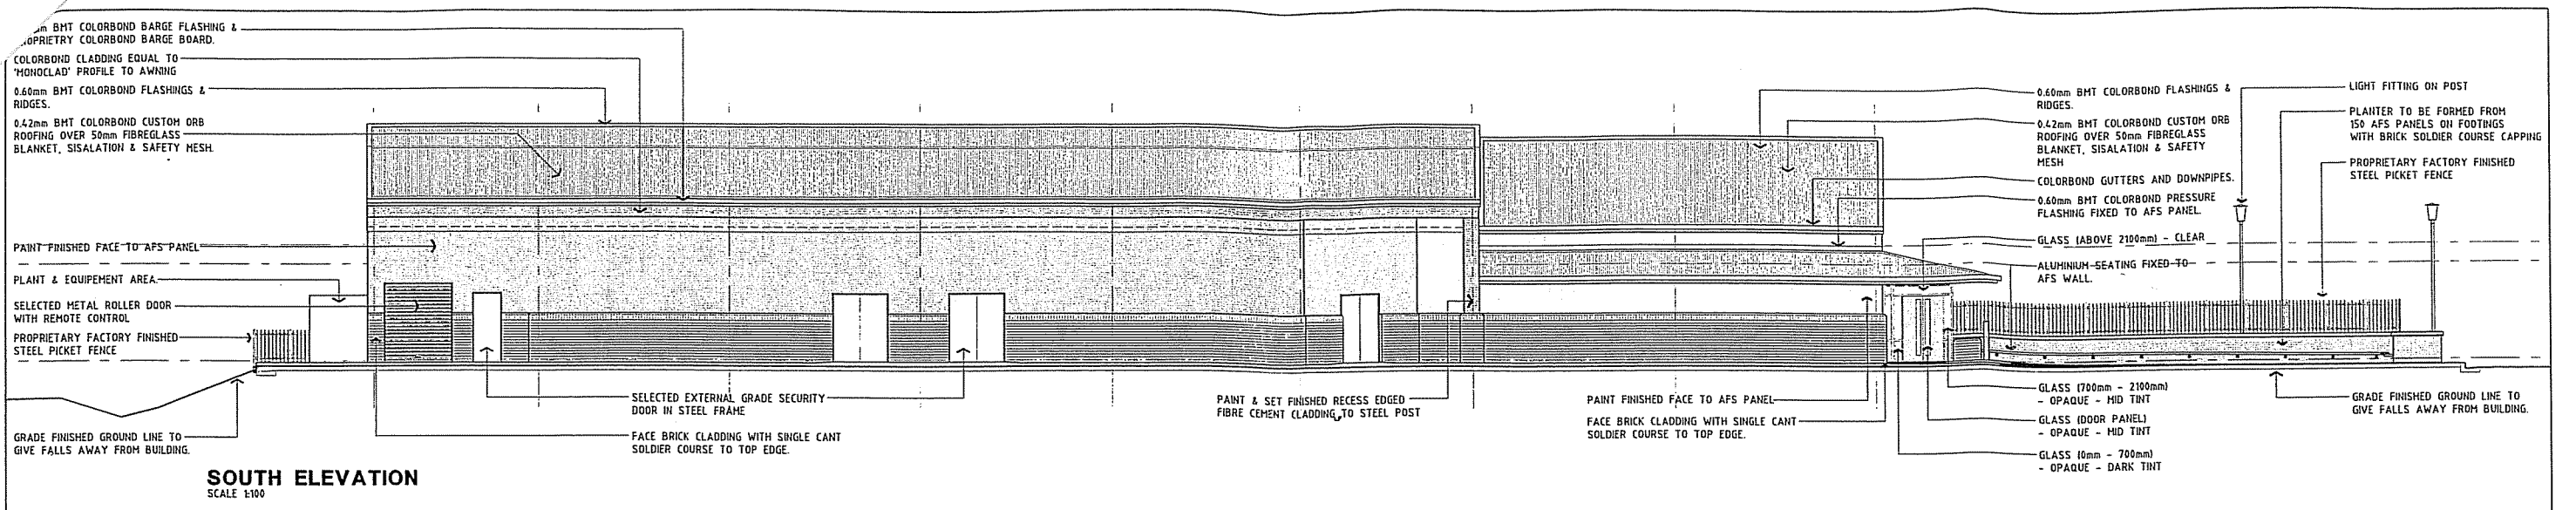 BMT COLORBOND BARGE FLASHING &
COLORBOND BARGE BOARD.
COLORBOND CLADDING EQUAL TO
'MONOCLAD' PROFILE TO AWNING
0.60mm BMT COLORBOND FLASHINGS &
RIDGES.
0.42mm BMT COLORBOND CUSTOM ORB
ROOFING OVER 50mm FIBREGLASS
BLANKET, SISALATION & SAFETY MESH.
PAINT FINISHED FACE TO AFS PANEL
PLANT & EQUIPEMENT AREA.
SELECTED METAL ROLLER DOOR
WITH REMOTE CONTROL
PROPRIETARY FACTORY FINISHED
STEEL PICKET FENCE
GRADE FINISHED GROUND LINE TO
GIVE FALLS AWAY FROM BUILDING.
SELECTED EXTERNAL GRADE SECURITY
DOOR IN STEEL FRAME
FACE BRICK CLADDING WITH SINGLE CANT
SOLDIER COURSE TO TOP EDGE.
PAINT & SET FINISHED RECESS EDGED
FIBRE CEMENT CLADDING TO STEEL POST
PAINT FINISHED FACE TO AFS PANEL
FACE BRICK CLADDING WITH SINGLE CANT
SOLDIER COURSE TO TOP EDGE.
0.60mm BMT COLORBOND FLASHINGS &
RIDGES.
0.42mm BMT COLORBOND CUSTOM ORB
ROOFING OVER 50mm FIBREGLASS
BLANKET, SISALATION & SAFETY
MESH
COLORBOND GUTTERS AND DOWNPIPES.
0.60mm BMT COLORBOND PRESSURE
FLASHING FIXED TO AFS PANEL.
GLASS (ABOVE 2100mm) - CLEAR
ALUMINIUM SEATING FIXED TO
AFS WALL.
GLASS (700mm - 2100mm)
- OPAQUE - MID TINT
GLASS (DOOR PANEL)
- OPAQUE - MID TINT
GLASS (0mm - 700mm)
- OPAQUE - DARK TINT
LIGHT FITTING ON POST
PLANTER TO BE FORMED FROM
150 AFS PANELS ON FOOTINGS
WITH BRICK SOLDIER COURSE CAPPING
PROPRIETARY FACTORY FINISHED
STEEL PICKET FENCE
GRADE FINISHED GROUND LINE TO
GIVE FALLS AWAY FROM BUILDING.
SOUTH ELEVATION
SCALE 1:100